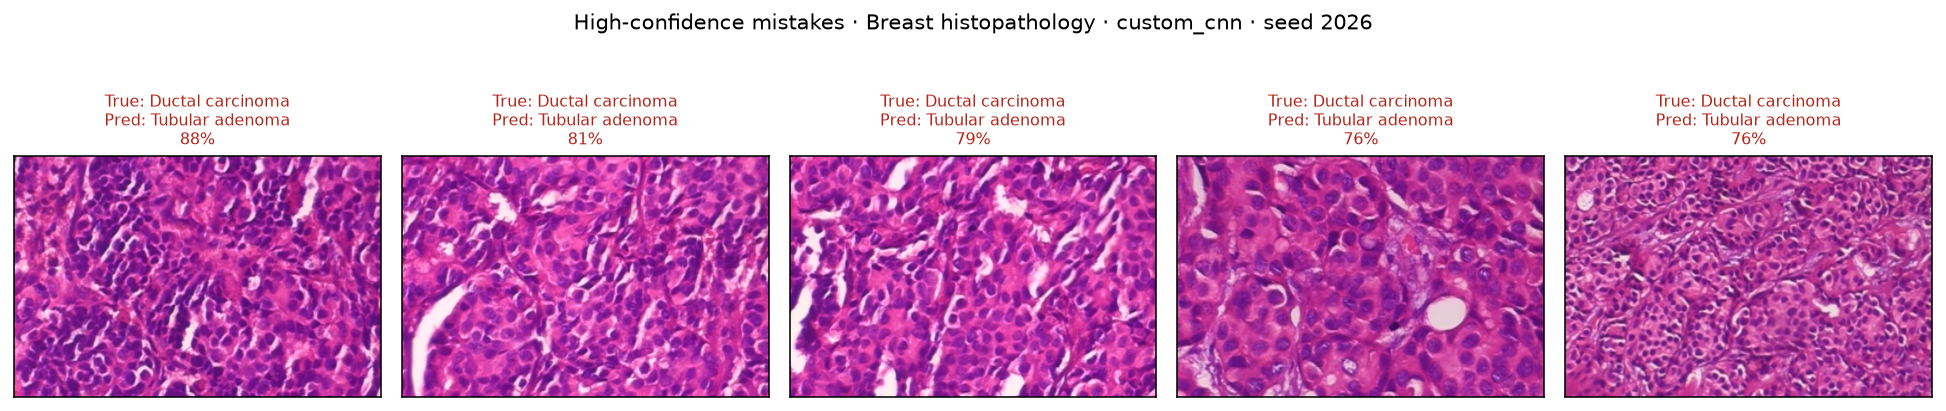 High-confidence mistakes · Breast histopathology · custom_cnn · seed 2026
True: Ductal carcinoma
Pred: Tubular adenoma
88%
True: Ductal carcinoma
Pred: Tubular adenoma
81%
True: Ductal carcinoma
Pred: Tubular adenoma
79%
True: Ductal carcinoma
Pred: Tubular adenoma
76%
True: Ductal carcinoma
Pred: Tubular adenoma
76%